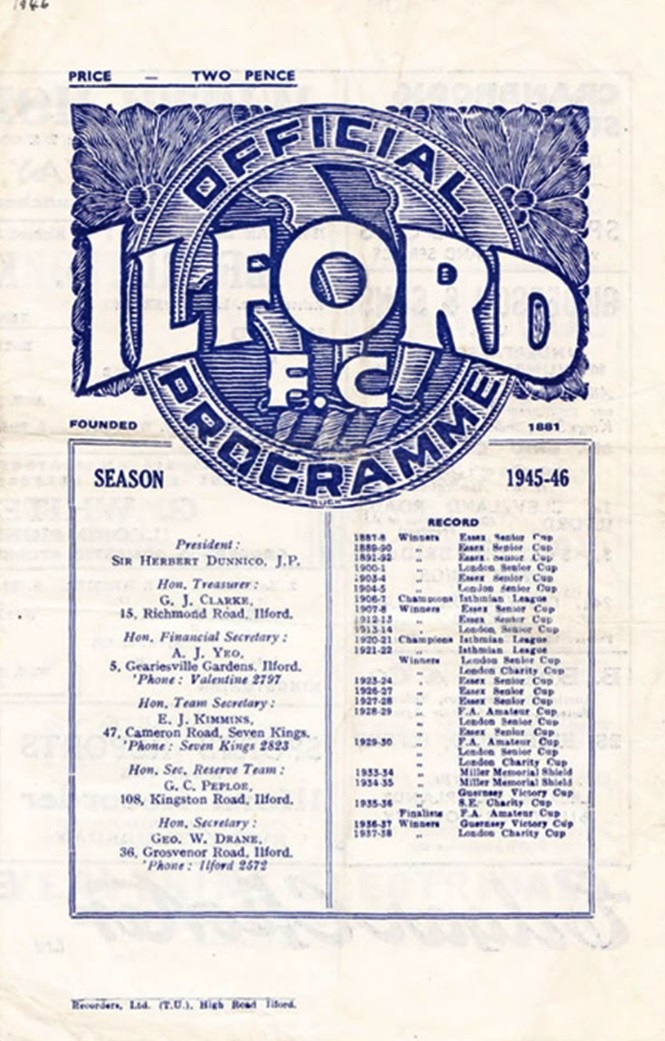 PRICE — TWO PENCE
OFFICIAL
ILFORD
F.C.
PROGRAMME
FOUNDED 1881
SEASON 1945-46
President :
SIR HERBERT DUNNICO, J.P.
Hon. Treasurer :
G. J. CLARKE,
15, Richmond Road, Ilford.
Hon. Financial Secretary :
A. J. YEO,
5, Geariesville Gardens, Ilford.
'Phone : Valentine 2797
Hon. Team Secretary :
E. J. KIMMINS,
47, Cameron Road, Seven Kings.
'Phone : Seven Kings 2823
Hon. Sec. Reserve Team :
G. C. PEPLOE,
108, Kingston Road, Ilford.
Hon. Secretary :
GEO. W. DRANE,
36, Grosvenor Road, Ilford.
'Phone : Ilford 2572
RECORD
1887-8 Winners Essex Senior Cup
1889-90 " Essex Senior Cup
1891-92 " Essex Senior Cup
1900-1 " London Senior Cup
1903-4 " Essex Senior Cup
1904-5 " London Senior Cup
1906-7 Champions Isthmian League
1907-8 Winners Essex Senior Cup
1912-13 " Essex Senior Cup
1913-14 " London Senior Cup
1920-21 Champions Isthmian League
1921-22 " Isthmian League
Winners London Senior Cup
" London Charity Cup
1923-24 " Essex Senior Cup
1926-27 " Essex Senior Cup
1927-28 " Essex Senior Cup
1928-29 " F.A. Amateur Cup
" London Senior Cup
" Essex Senior Cup
1929-30 " F.A. Amateur Cup
" London Senior Cup
" London Charity Cup
1933-34 " Miller Memorial Shield
1934-35 " Miller Memorial Shield
" Guernsey Victory Cup
1935-36 " S.E. Charity Cup
Finalists F.A. Amateur Cup
1936-37 Winners Guernsey Victory Cup
1937-38 " London Charity Cup
Recorders, Ltd. (T.U.), High Road Ilford.